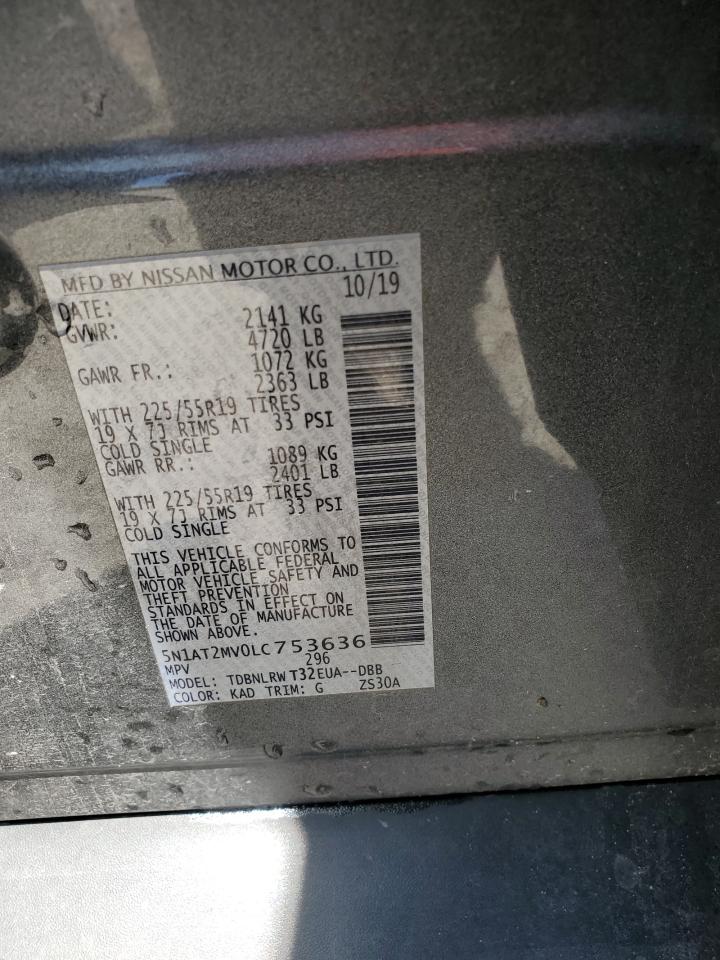 MFD BY NISSAN MOTOR CO., LTD.
DATE: 10/19
GVWR: 2141 KG
4720 LB
GAWR FR.: 1072 KG
2363 LB
WITH 225/55R19 TIRES
19 X 7J RIMS AT 33 PSI
COLD SINGLE
GAWR RR.: 1089 KG
2401 LB
WITH 225/55R19 TIRES
19 X 7J RIMS AT 33 PSI
COLD SINGLE
THIS VEHICLE CONFORMS TO
ALL APPLICABLE FEDERAL
MOTOR VEHICLE SAFETY AND
THEFT PREVENTION
STANDARDS IN EFFECT ON
THE DATE OF MANUFACTURE
SHOWN ABOVE.
5N1AT2MV0LC753636
MPV 296
MODEL: TDBNLRW T32EUA--DBB
COLOR: KAD TRIM: G ZS30A